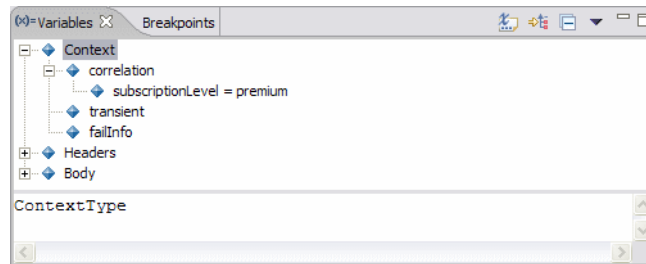 (x)= Variables Breakpoints
Context
correlation
subscriptionLevel = premium
transient
failInfo
Headers
Body
ContextType